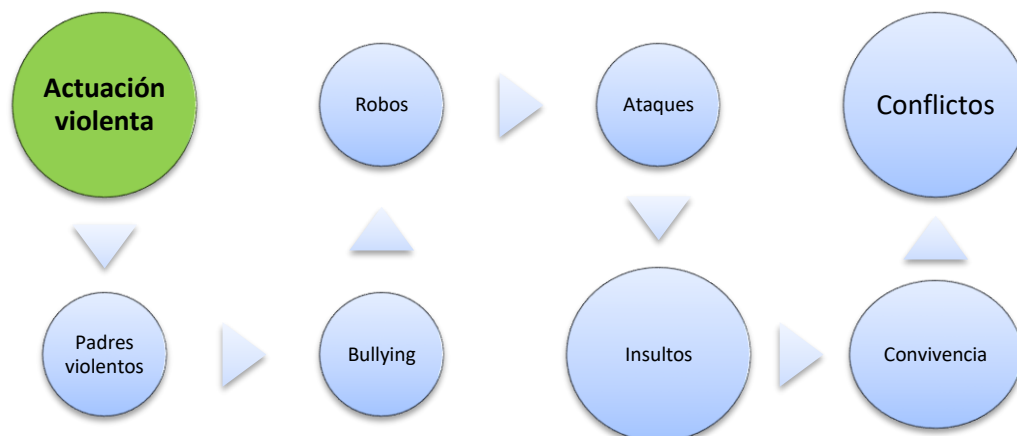 Actuación
violenta
Padres
violentos
Bullying
Robos
Ataques
Insultos
Convivencia
Conflictos